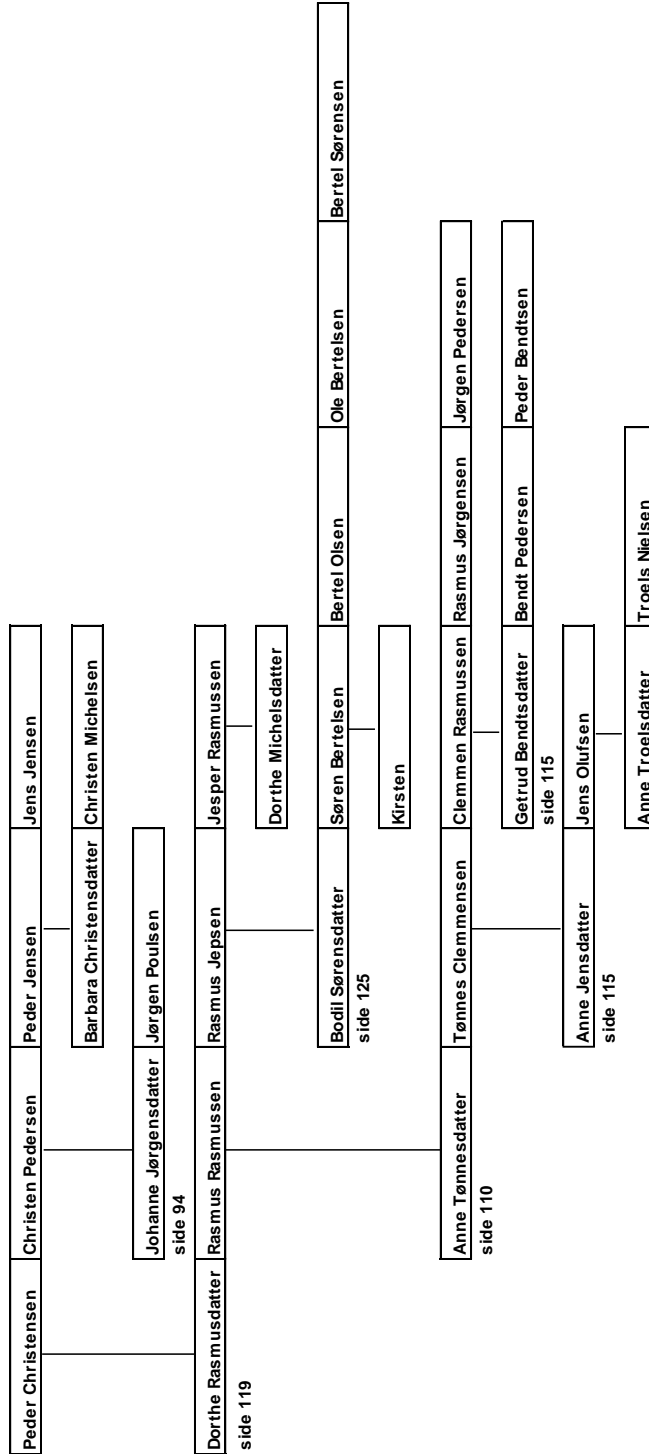 Peder Christensen Christen Pedersen Peder Jensen Jens Jensen
Barbara Christensdatter Christen Michelsen
Johanne Jørgensdatter Jørgen Poulsen
side 94
Dorthe Rasmusdatter Rasmus Rasmussen Rasmus Jepsen Jesper Rasmussen
side 119
Dorthe Michelsdatter
Bodil Sørensdatter Søren Bertelsen Bertel Olsen Ole Bertelsen Bertel Sørensen
side 125
Kirsten
Anne Tønnesdatter Tønnes Clemmensen Clemmen Rasmussen Rasmus Jørgensen Jørgen Pedersen
side 110
Getrud Bendtsdatter Bendt Pedersen Peder Bendtsen
side 115
Anne Jensdatter Jens Olufsen
side 115
Anne Troelsdatter Troels Nielsen